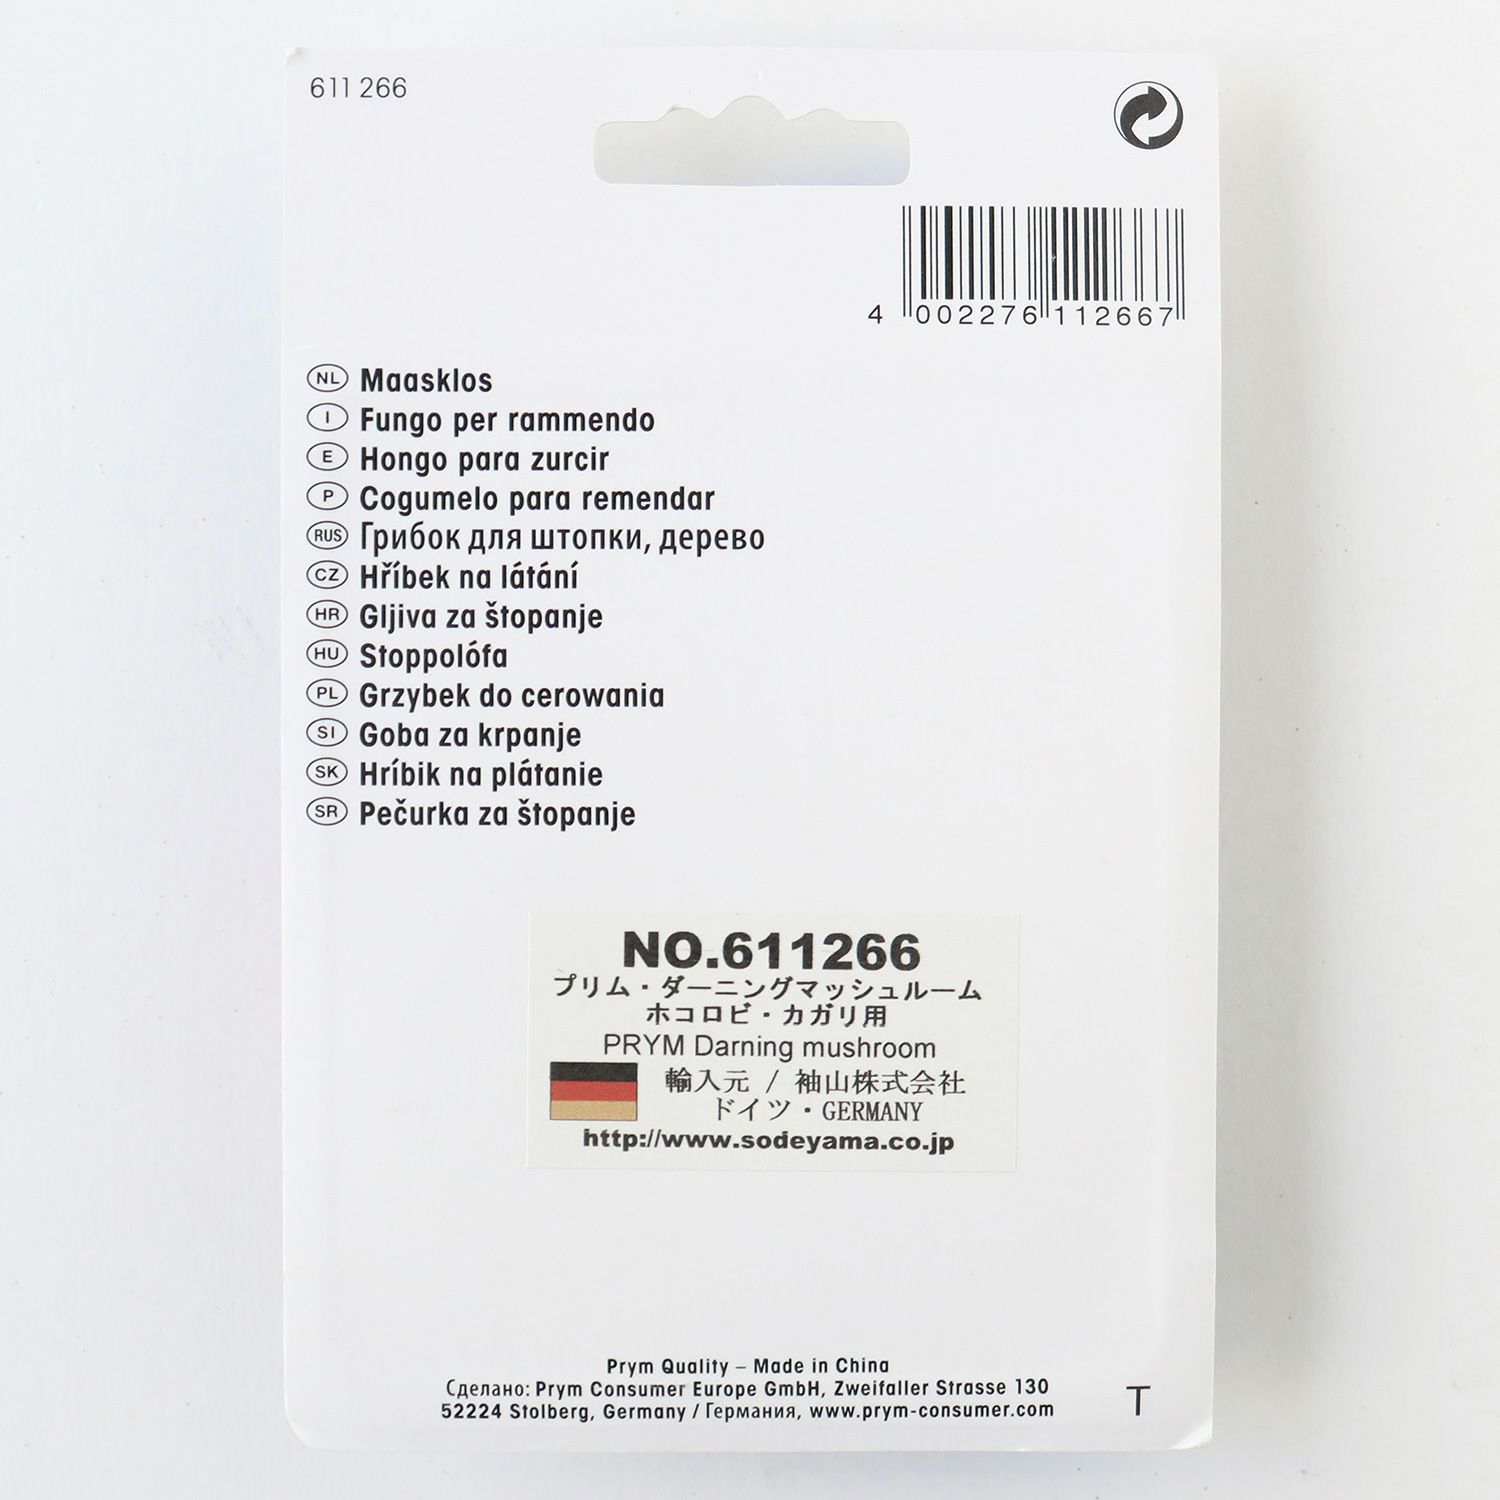 611 266
4 002276 112667
NL Maasklos
I Fungo per rammendo
E Hongo para zurcir
P Cogumelo para remendar
RUS Грибок для штопки, дерево
CZ Hříbek na látání
HR Gljiva za štopanje
HU Stoppolófa
PL Grzybek do cerowania
SI Goba za krpanje
SK Hríbik na plátanie
SR Pečurka za štopanje
NO.611266
プリム・ダーニングマッシュルーム
ホコロビ・カガリ用
PRYM Darning mushroom
輸入元 / 袖山株式会社
ドイツ・GERMANY
http://www.sodeyama.co.jp
Prym Quality – Made in China
Сделано: Prym Consumer Europe GmbH, Zweifaller Strasse 130
52224 Stolberg, Germany / Германия, www.prym-consumer.com
T